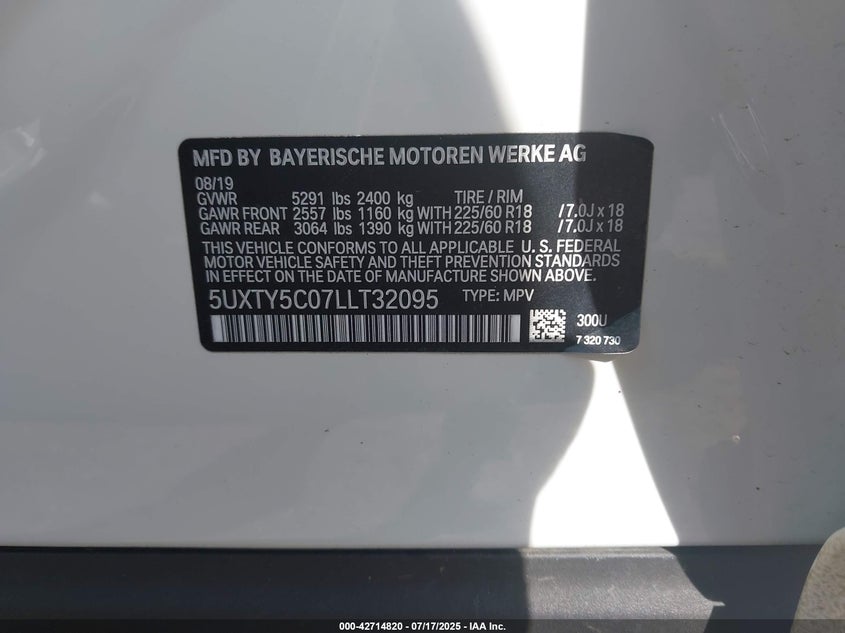 MFD BY BAYERISCHE MOTOREN WERKE AG
08/19
GVWR 5291 lbs 2400 kg TIRE / RIM
GAWR FRONT 2557 lbs 1160 kg WITH 225/60 R18 / 7.0J x 18
GAWR REAR 3064 lbs 1390 kg WITH 225/60 R18 / 7.0J x 18
THIS VEHICLE CONFORMS TO ALL APPLICABLE U. S. FEDERAL
MOTOR VEHICLE SAFETY AND THEFT PREVENTION STANDARDS
IN EFFECT ON THE DATE OF MANUFACTURE SHOWN ABOVE.
5UXTY5C07LLT32095 TYPE: MPV
300U
7 320 730
000-42714820 - 07/17/2025 - IAA Inc.